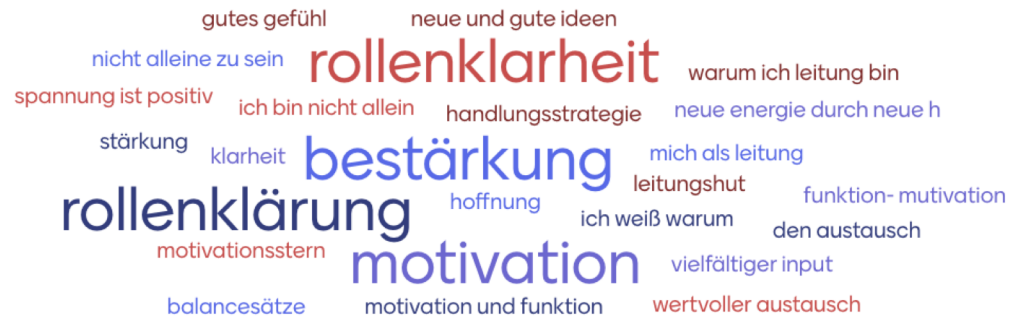 gutes gefühl
neue und gute ideen
nicht alleine zu sein
rollenklarheit
warum ich leitung bin
spannung ist positiv
ich bin nicht allein
handlungsstrategie
neue energie durch neue h
stärkung
klarheit
bestärkung
mich als leitung
leitungshut
rollenklärung
hoffnung
funktion- mutivation
ich weiß warum
den austausch
motivationsstern
motivation
vielfältiger input
balancesätze
motivation und funktion
wertvoller austausch